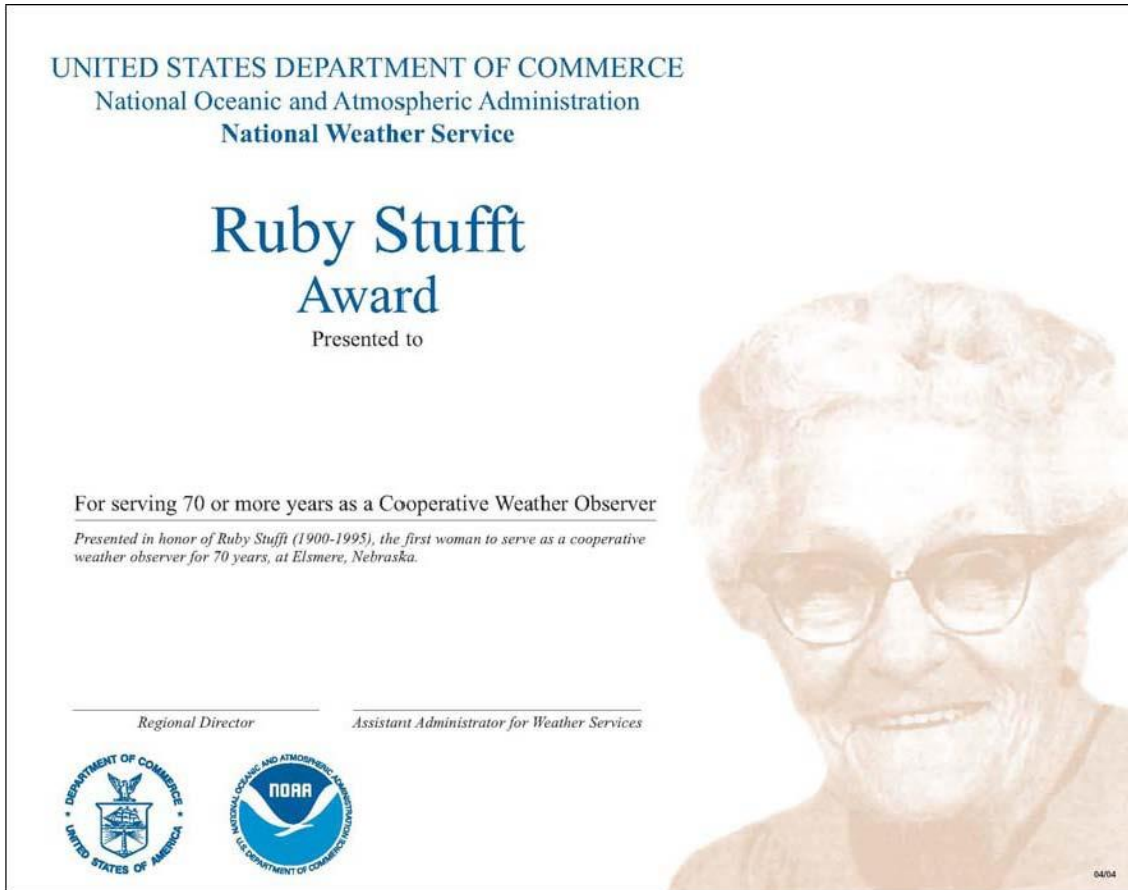 UNITED STATES DEPARTMENT OF COMMERCE
National Oceanic and Atmospheric Administration
National Weather Service
Ruby Stufft
Award
Presented to
For serving 70 or more years as a Cooperative Weather Observer
Presented in honor of Ruby Stufft (1900-1995), the first woman to serve as a cooperative
weather observer for 70 years, at Elsmere, Nebraska.
Regional Director
Assistant Administrator for Weather Services
DEPARTMENT OF COMMERCE
UNITED STATES OF AMERICA
NATIONAL OCEANIC AND ATMOSPHERIC ADMINISTRATION
NOAA
U.S. DEPARTMENT OF COMMERCE
04/04